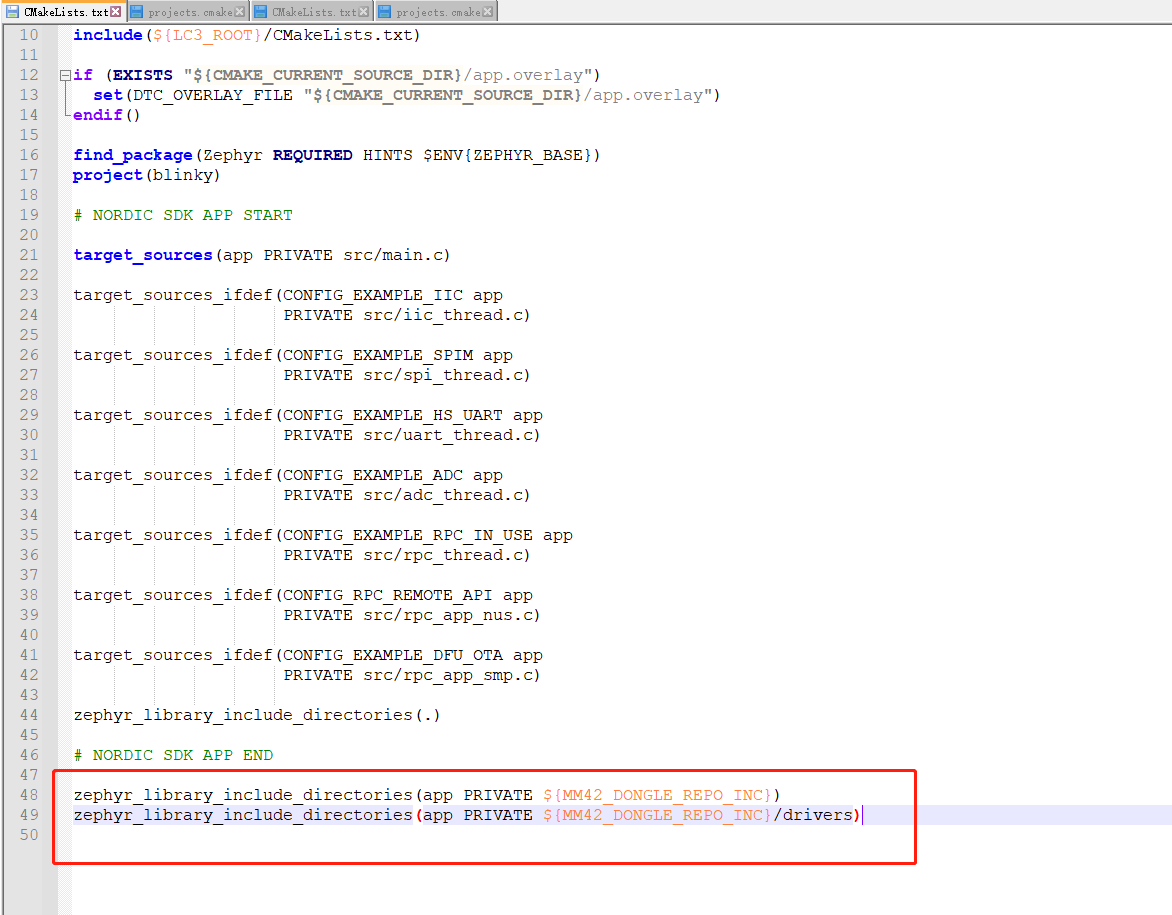 CMakeLists.txt projects.cmake CMakeLists.txt projects.cmake
10 include(${LC3_ROOT}/CMakeLists.txt)
11
12 if (EXISTS "${CMAKE_CURRENT_SOURCE_DIR}/app.overlay")
13 set(DTC_OVERLAY_FILE "${CMAKE_CURRENT_SOURCE_DIR}/app.overlay")
14 endif()
15
16 find_package(Zephyr REQUIRED HINTS $ENV{ZEPHYR_BASE})
17 project(blinky)
18
19 # NORDIC SDK APP START
20
21 target_sources(app PRIVATE src/main.c)
22
23 target_sources_ifdef(CONFIG_EXAMPLE_IIC app
24 PRIVATE src/iic_thread.c)
25
26 target_sources_ifdef(CONFIG_EXAMPLE_SPIM app
27 PRIVATE src/spi_thread.c)
28
29 target_sources_ifdef(CONFIG_EXAMPLE_HS_UART app
30 PRIVATE src/uart_thread.c)
31
32 target_sources_ifdef(CONFIG_EXAMPLE_ADC app
33 PRIVATE src/adc_thread.c)
34
35 target_sources_ifdef(CONFIG_EXAMPLE_RPC_IN_USE app
36 PRIVATE src/rpc_thread.c)
37
38 target_sources_ifdef(CONFIG_RPC_REMOTE_API app
39 PRIVATE src/rpc_app_nus.c)
40
41 target_sources_ifdef(CONFIG_EXAMPLE_DFU_OTA app
42 PRIVATE src/rpc_app_smp.c)
43
44 zephyr_library_include_directories(.)
45
46 # NORDIC SDK APP END
47
48 zephyr_library_include_directories(app PRIVATE ${MM42_DONGLE_REPO_INC})
49 zephyr_library_include_directories(app PRIVATE ${MM42_DONGLE_REPO_INC}/drivers)
50